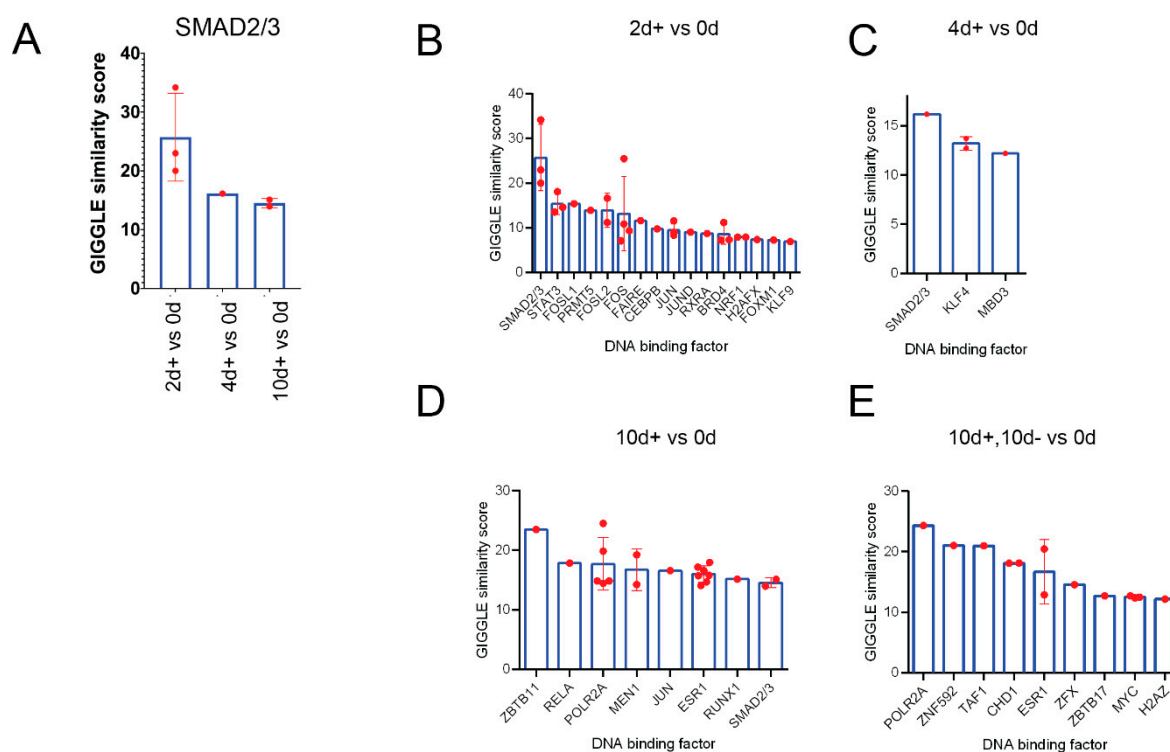 A
SMAD2/3
GIGGLE similarity score
40
30
20
10
0
2d+ vs 0d
4d+ vs 0d
10d+ vs 0d
B
2d+ vs 0d
GIGGLE similarity score
40
30
20
10
0
SMAD2/3
STAT3
FOSL1
PRMT5
FOSL2
FOS
FAIRE
CEBPB
JUN
JUND
RXRA
BRD4
NRF1
H2AFX
FOXM1
KLF9
DNA binding factor
C
4d+ vs 0d
GIGGLE similarity score
15
10
5
0
SMAD2/3
KLF4
MBD3
DNA binding factor
D
10d+ vs 0d
GIGGLE similarity score
30
20
10
0
ZBTB11
RELA
POLR2A
MEN1
JUN
ESR1
RUNX1
SMAD2/3
DNA binding factor
E
10d+,10d- vs 0d
GIGGLE similarity score
30
20
10
0
POLR2A
ZNF592
TAF1
CHD1
ESR1
ZFX
ZBTB17
MYC
H2AZ
DNA binding factor